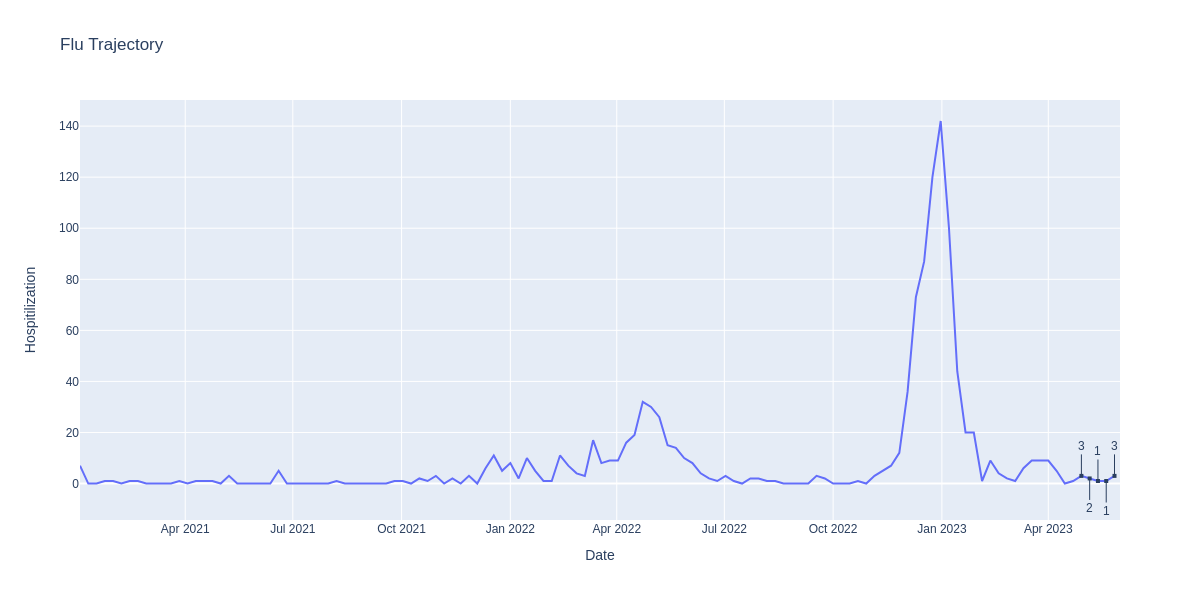 Flu Trajectory
140
120
100
80
60
40
20
0
Hospitilization
3
2
1
1
3
Apr 2021
Jul 2021
Oct 2021
Jan 2022
Apr 2022
Jul 2022
Oct 2022
Jan 2023
Apr 2023
Date